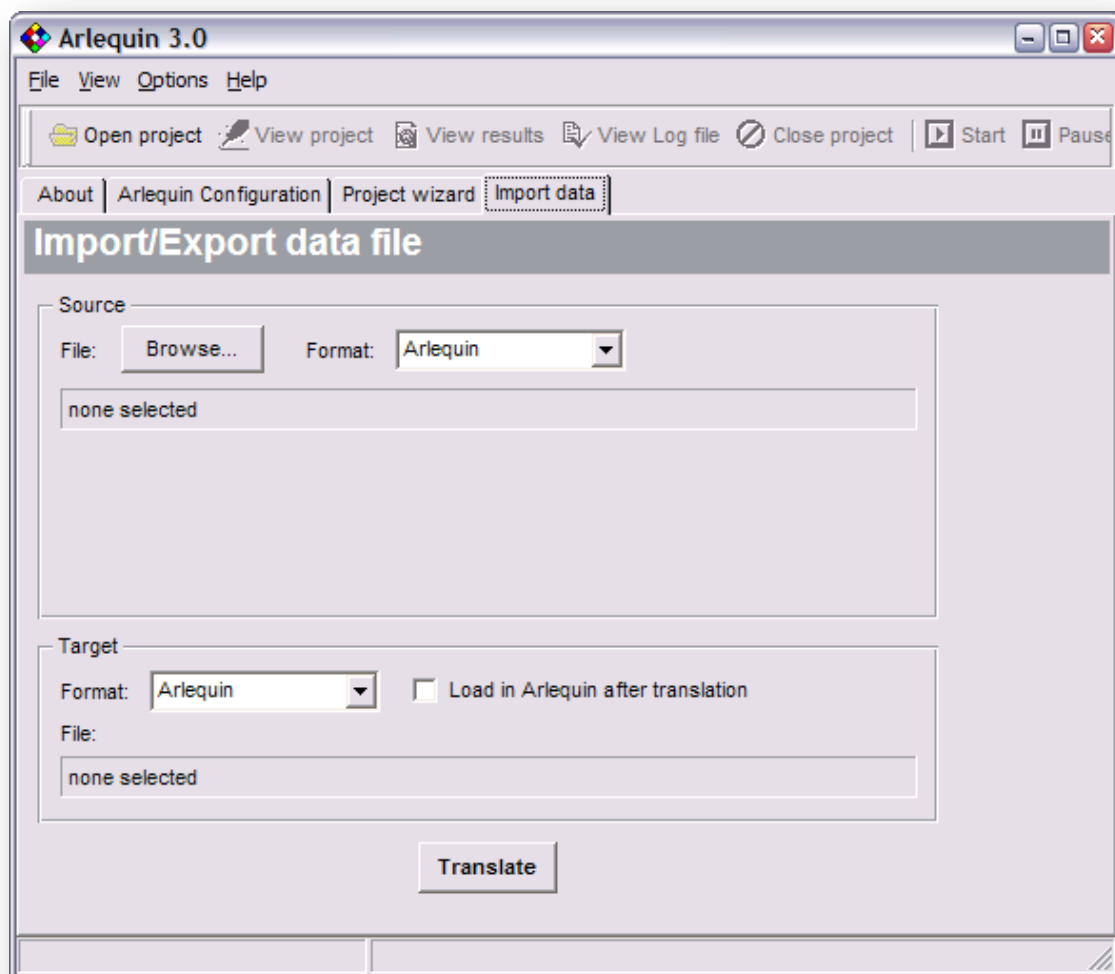 Arlequin 3.0
File View Options Help
Open project View project View results View Log file Close project Start Pause
About Arlequin Configuration Project wizard Import data
Import/Export data file
Source
File: Browse... Format: Arlequin
none selected
Target
Format: Arlequin Load in Arlequin after translation
File:
none selected
Translate